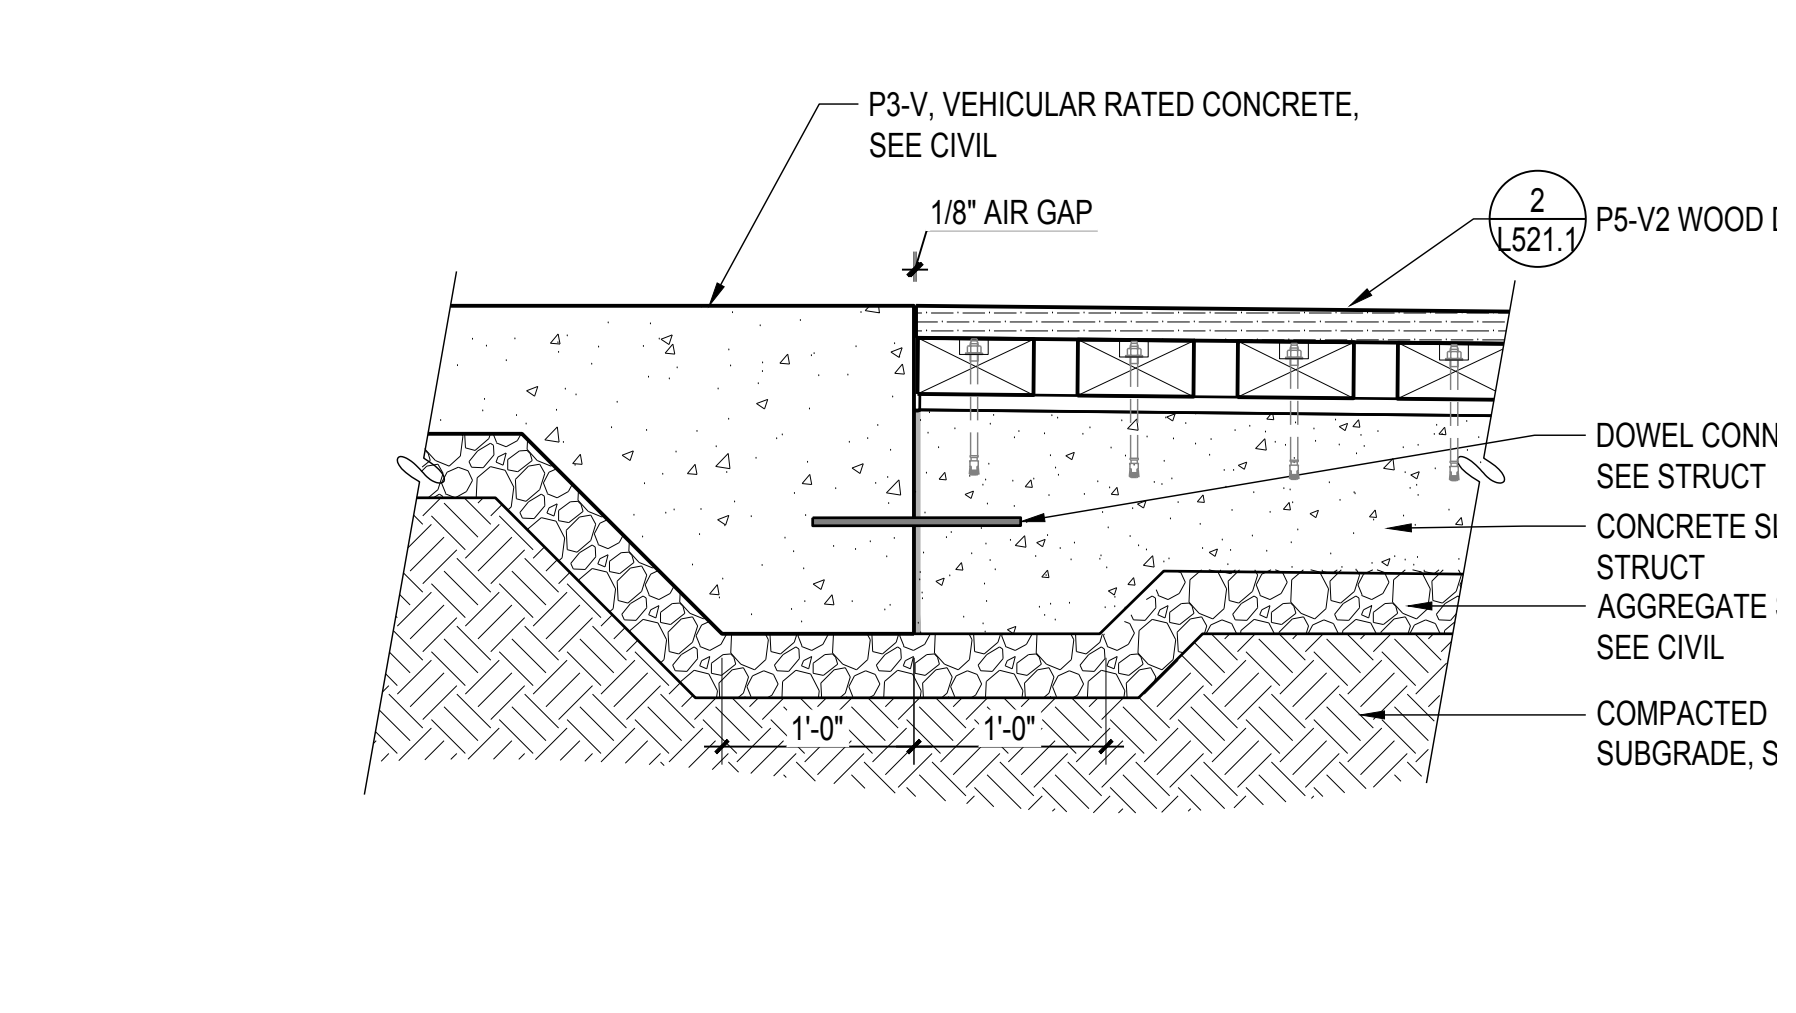 P3-V, VEHICULAR RATED CONCRETE,
SEE CIVIL
1/8" AIR GAP
2
L521.1
P5-V2 WOOD
DOWEL CONN
SEE STRUCT
CONCRETE
STRUCT
AGGREGATE
SEE CIVIL
COMPACTED
SUBGRADE, S
1'-0"
1'-0"